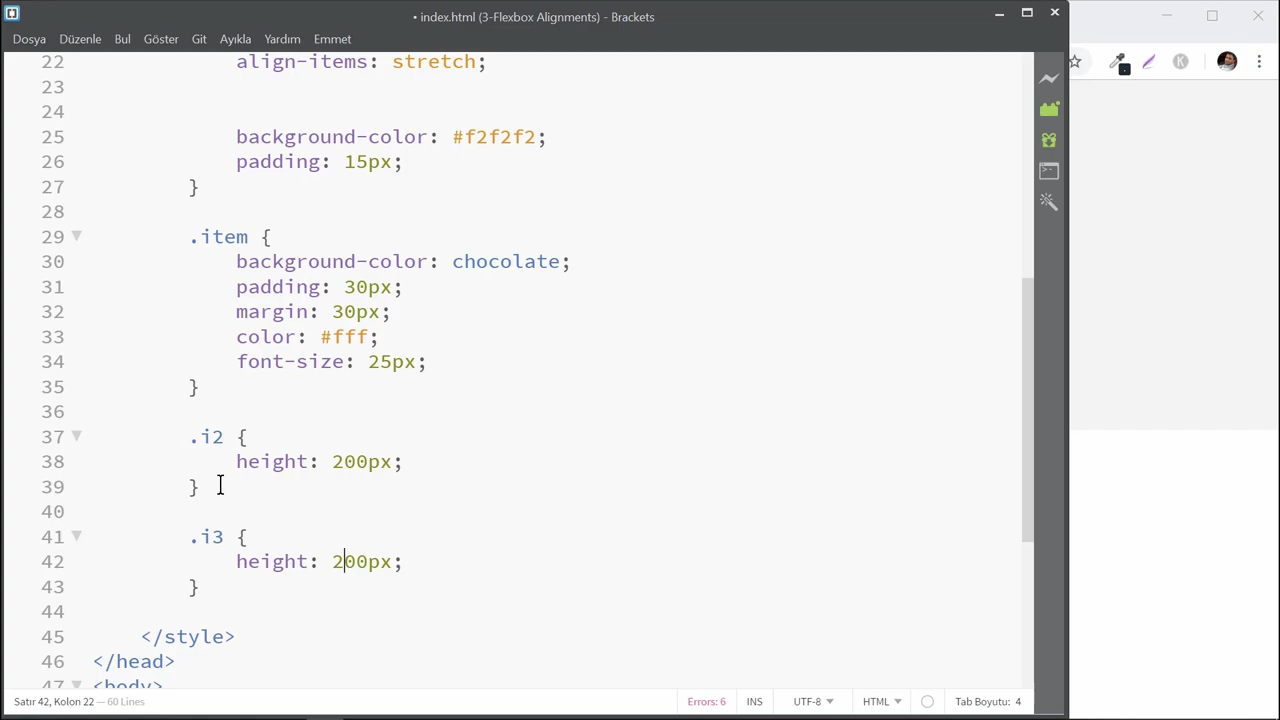 • index.html (3-Flexbox Alignments) - Brackets
Dosya Düzenle Bul Göster Git Ayıkla Yardım Emmet
22 align-items: stretch;
23
24
25 background-color: #f2f2f2;
26 padding: 15px;
27 }
28
29 .item {
30 background-color: chocolate;
31 padding: 30px;
32 margin: 30px;
33 color: #fff;
34 font-size: 25px;
35 }
36
37 .i2 {
38 height: 200px;
39 }
40
41 .i3 {
42 height: 200px;
43 }
44
45 </style>
46 </head>
47 <body>
Satır 42, Kolon 22 — 60 Lines Errors: 6 INS UTF-8 HTML Tab Boyutu: 4
K